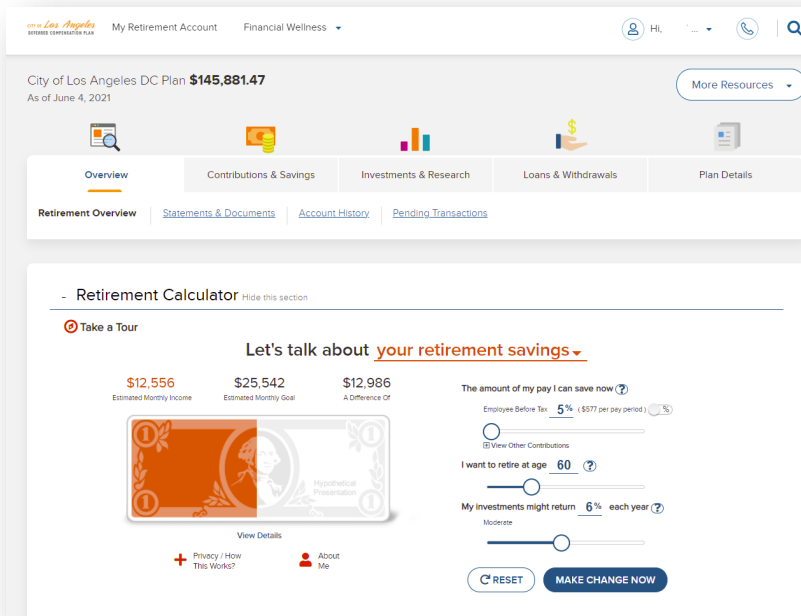 CITY OF Los Angeles
DEFERRED COMPENSATION PLAN
My Retirement Account
Financial Wellness
Hi,
...
City of Los Angeles DC Plan $145,881.47
As of June 4, 2021
More Resources
Overview
Contributions & Savings
Investments & Research
Loans & Withdrawals
Plan Details
Retirement Overview
Statements & Documents
Account History
Pending Transactions
- Retirement Calculator Hide this section
Take a Tour
Let's talk about your retirement savings
$12,556
Estimated Monthly Income
$25,542
Estimated Monthly Goal
$12,986
A Difference Of
1
1
1
1
Hypothetical
Presentation
View Details
Privacy / How
This Works?
About
Me
The amount of my pay I can save now ?
Employee Before Tax 5% ( $577 per pay period ) %
View Other Contributions
I want to retire at age 60 ?
My investments might return 6% each year ?
Moderate
RESET
MAKE CHANGE NOW